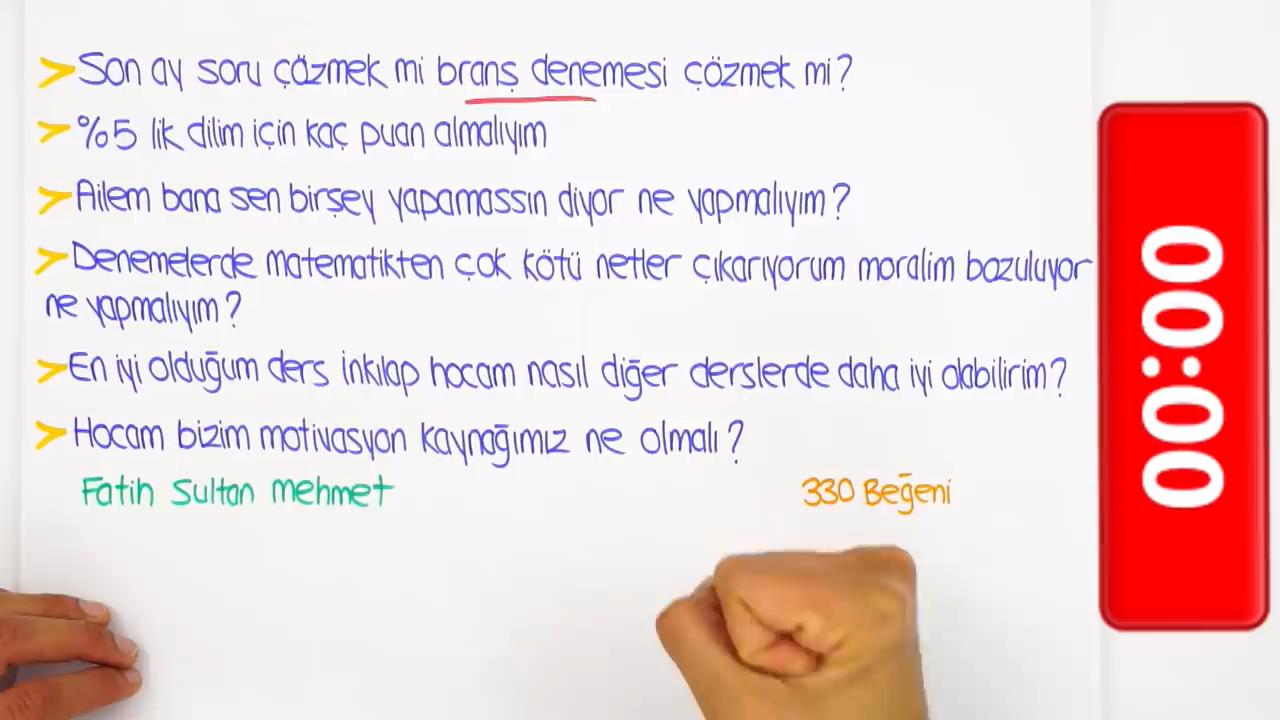 > Son ay soru çözmek mi branş denemesi çözmek mi?
> %5 lik dilim için kaç puan almalıyım
> Ailem bana sen birşey yapamassın diyor ne yapmalıyım?
> Denemelerde matematikten çok kötü netler çıkarıyorum moralim bozuluyor
ne yapmalıyım?
> En iyi olduğum ders inkılap hocam nasıl diğer derslerde daha iyi olabilirim?
> Hocam bizim motivasyon kaynağımız ne olmalı?
Fatih Sultan Mehmet
330 Beğeni
00:00